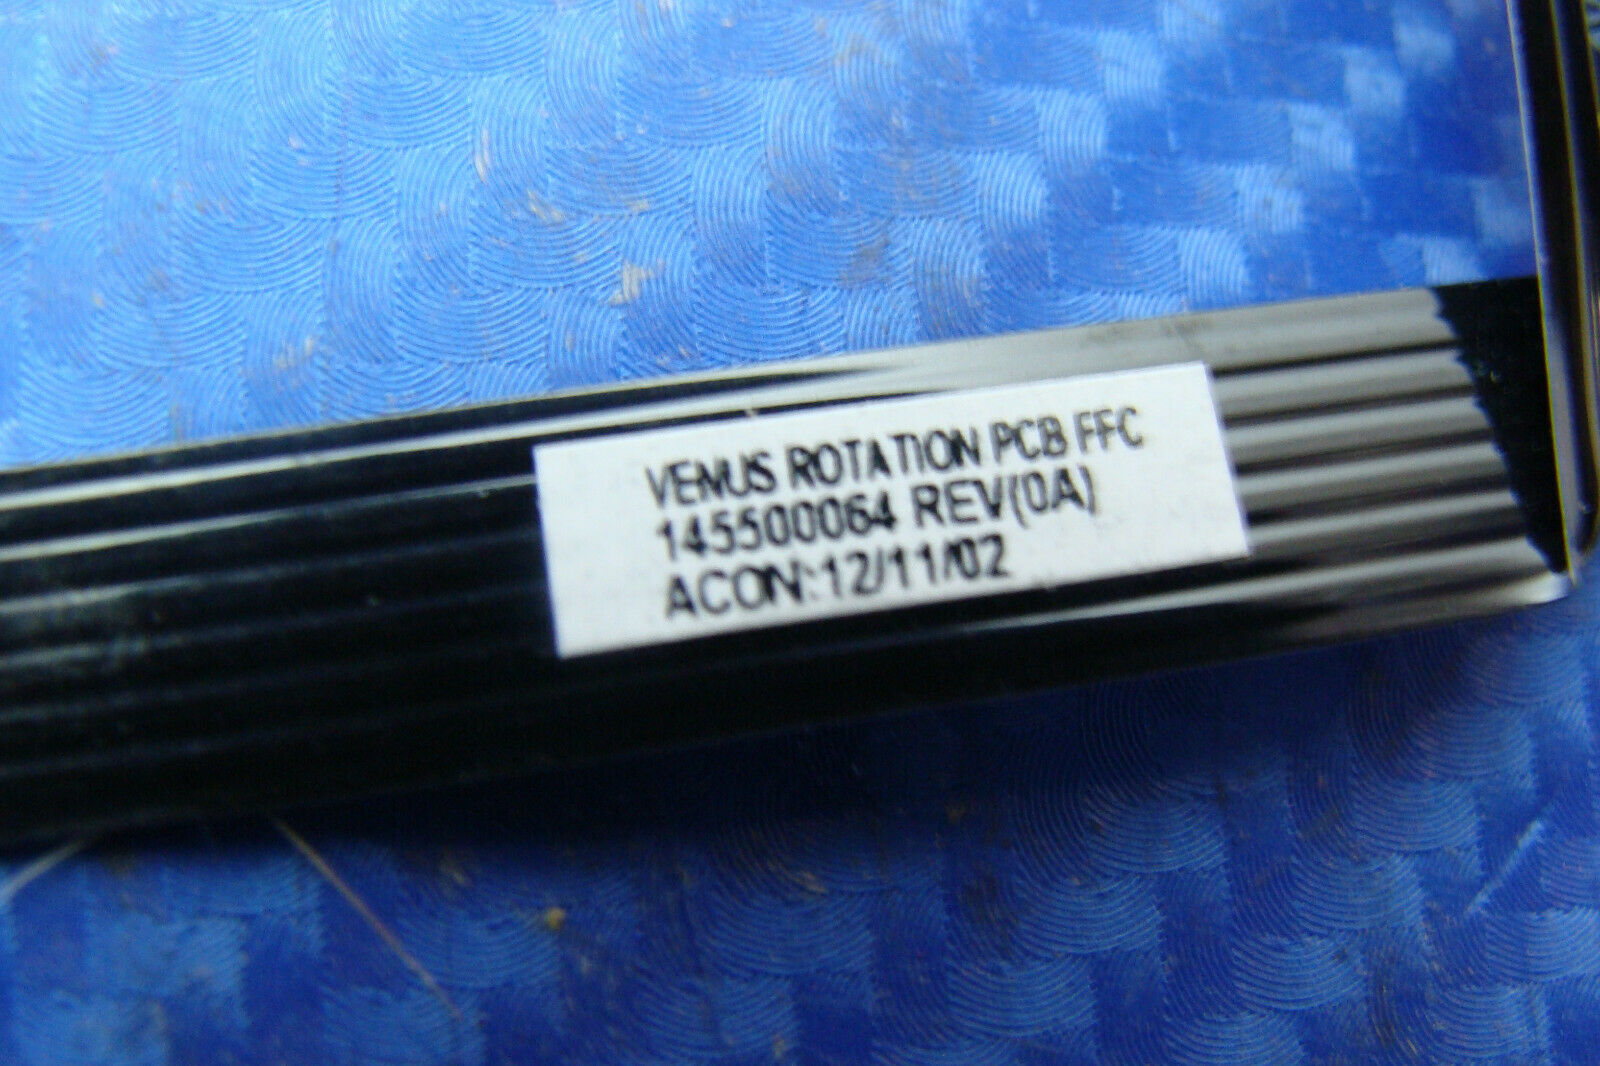 VENUS ROTATION PCB FFC
145500064 REV(0A)
ACON:12/11/02